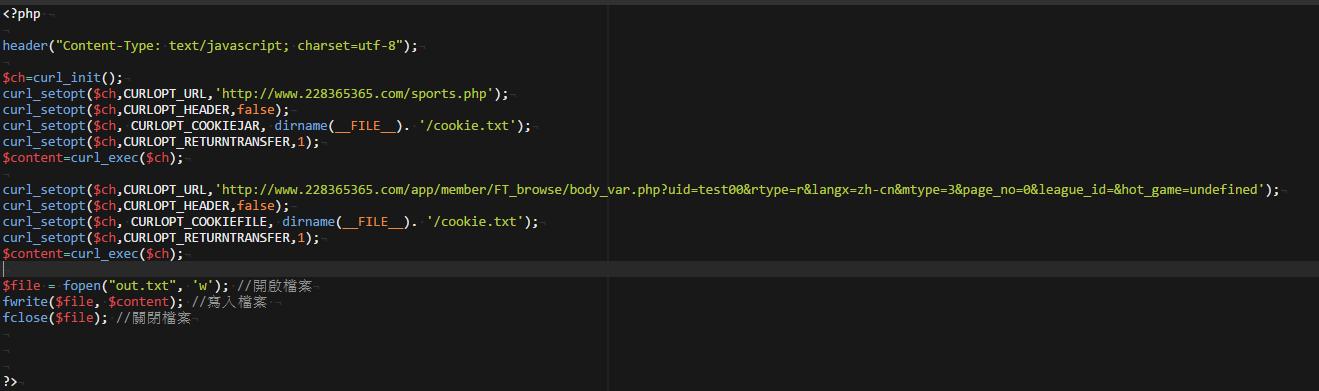 <?php
header("Content-Type: text/javascript; charset=utf-8");
$ch=curl_init();
curl_setopt($ch,CURLOPT_URL,'http://www.228365365.com/sports.php');
curl_setopt($ch,CURLOPT_HEADER,false);
curl_setopt($ch, CURLOPT_COOKIEJAR, dirname(__FILE__). '/cookie.txt');
curl_setopt($ch,CURLOPT_RETURNTRANSFER,1);
$content=curl_exec($ch);
curl_setopt($ch,CURLOPT_URL,'http://www.228365365.com/app/member/FT_browse/body_var.php?uid=test00&rtype=r&langx=zh-cn&mtype=3&page_no=0&league_id=&hot_game=undefined');
curl_setopt($ch,CURLOPT_HEADER,false);
curl_setopt($ch, CURLOPT_COOKIEFILE, dirname(__FILE__). '/cookie.txt');
curl_setopt($ch,CURLOPT_RETURNTRANSFER,1);
$content=curl_exec($ch);
$file = fopen("out.txt", 'w'); //開啟檔案
fwrite($file, $content); //寫入檔案
fclose($file); //關閉檔案
?>